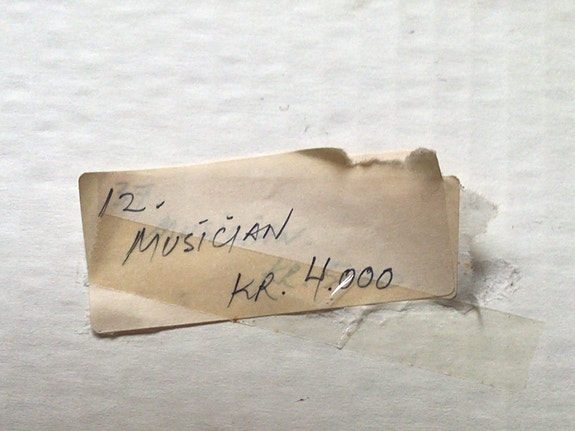 12.
MUSICIAN
KR. 4.000